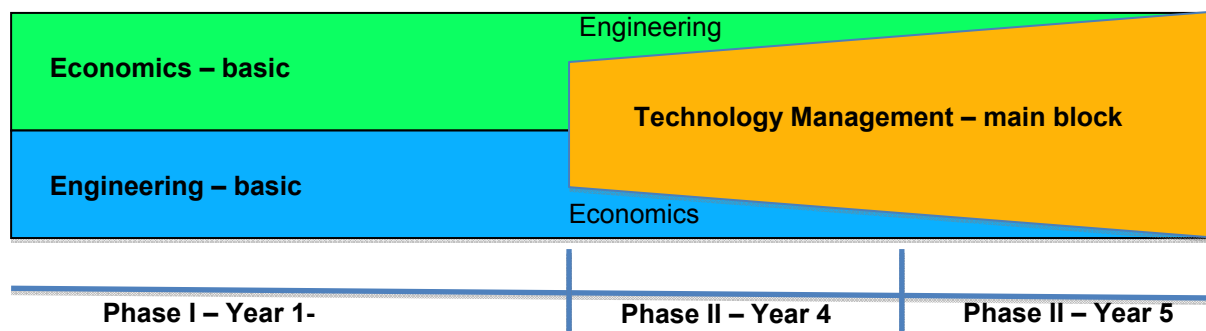 Engineering
Economics – basic
Technology Management – main block
Engineering – basic
Economics
Phase I – Year 1-
Phase II – Year 4
Phase II – Year 5